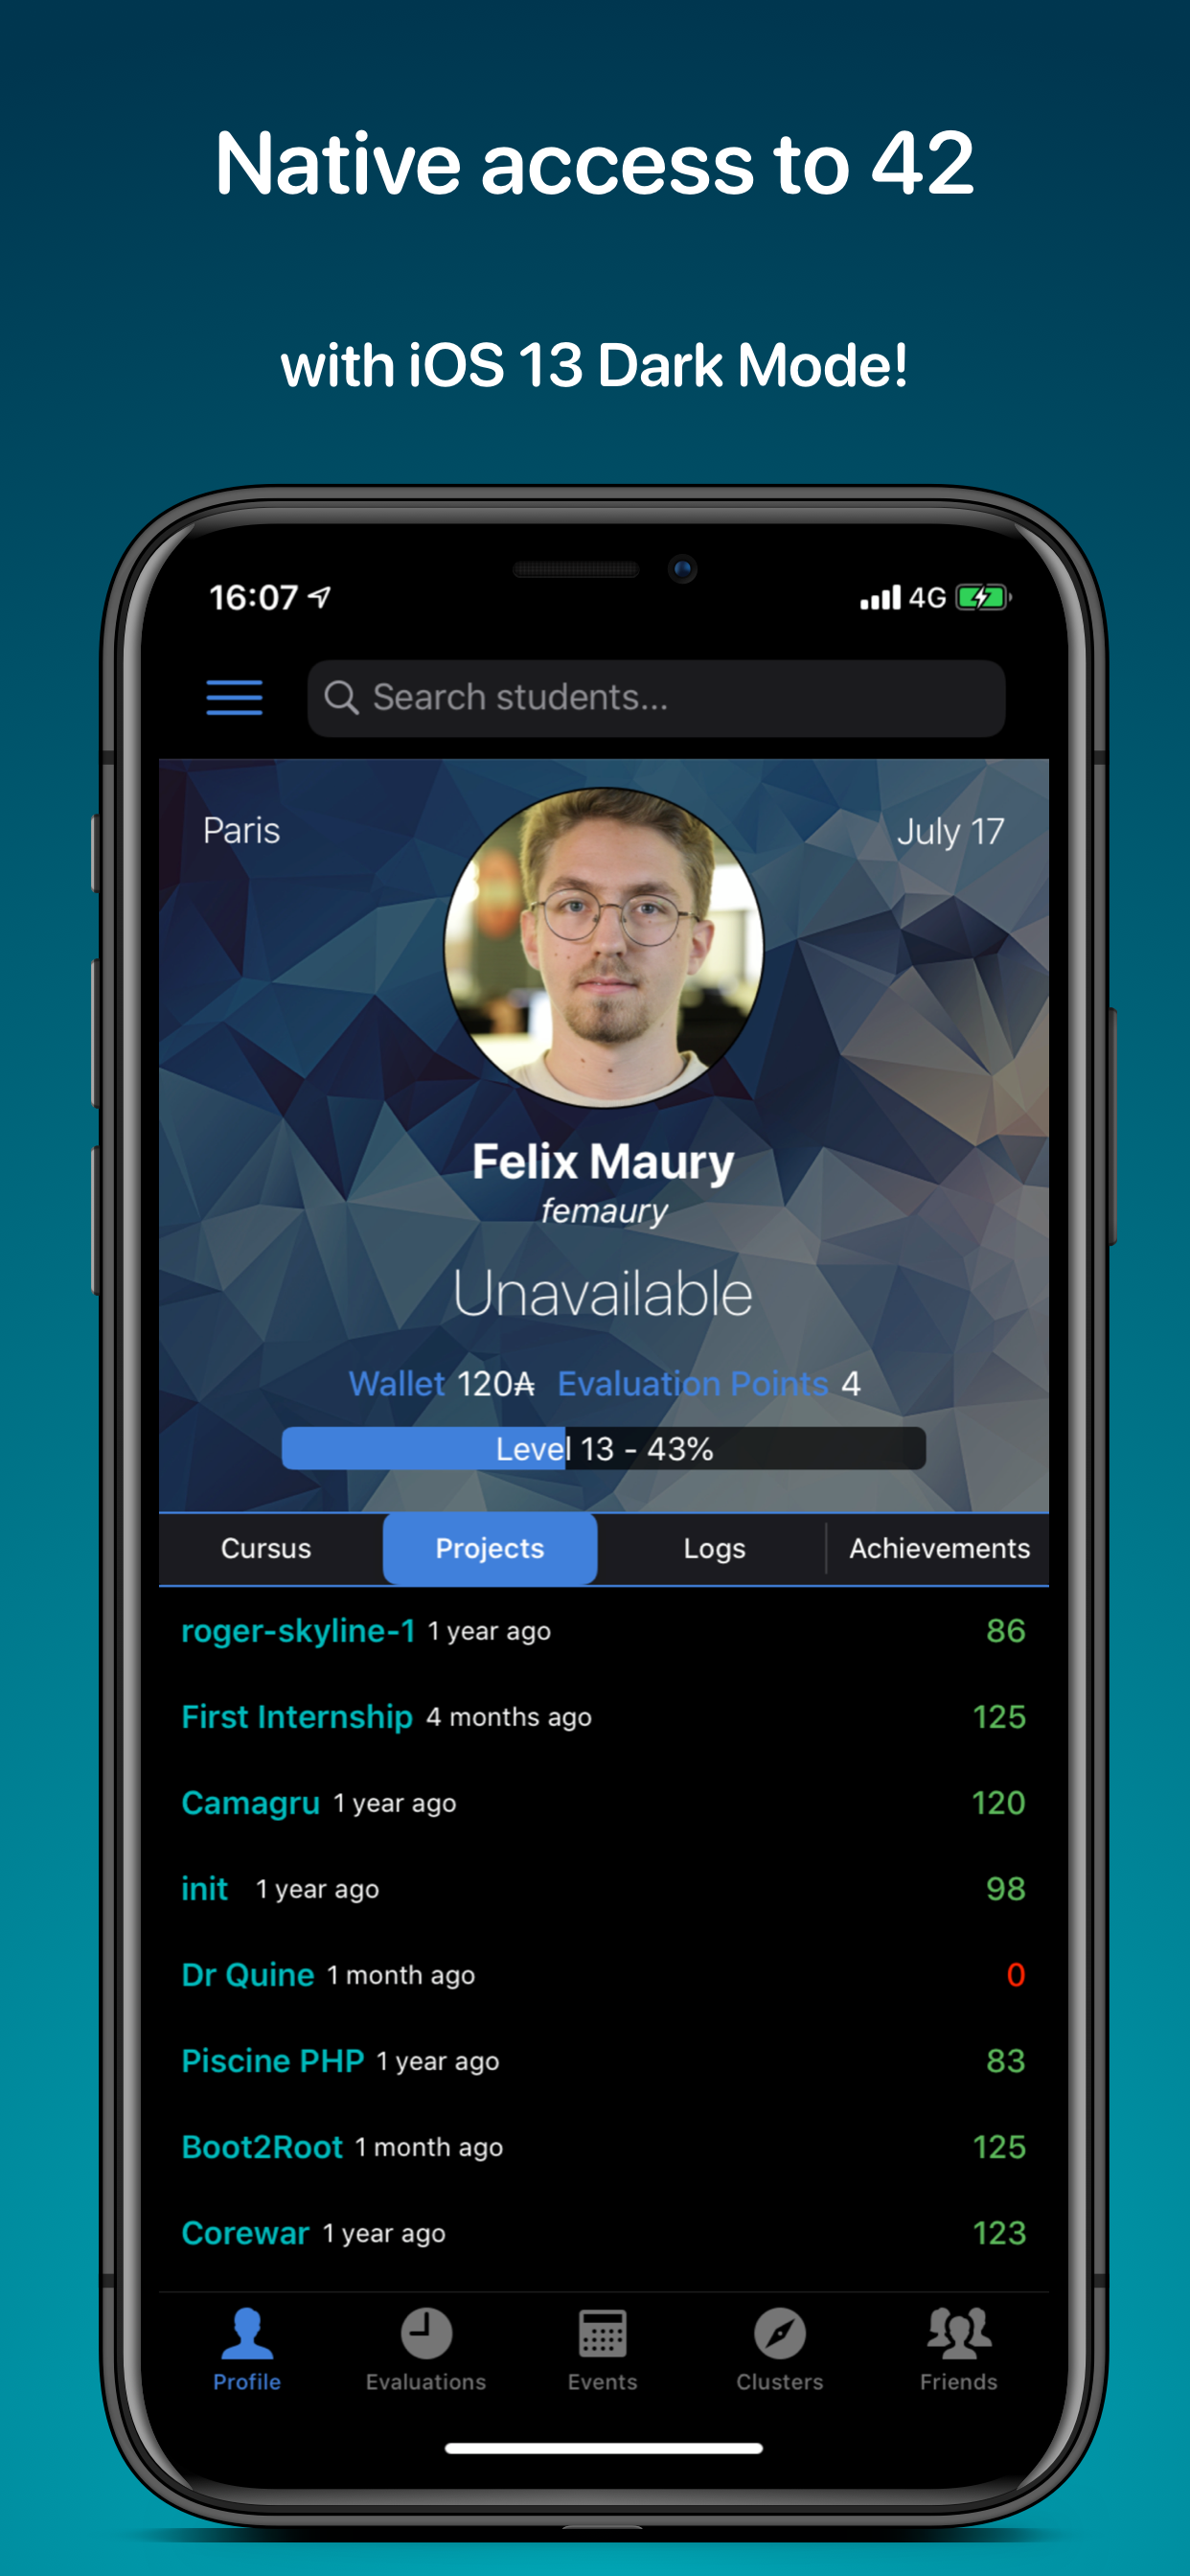 Native access to 42
with iOS 13 Dark Mode!
16:07 4G
Search students...
Paris July 17
Felix Maury
femaury
Unavailable
Wallet 120₳ Evaluation Points 4
Level 13 - 43%
Cursus Projects Logs Achievements
roger-skyline-1 1 year ago 86
First Internship 4 months ago 125
Camagru 1 year ago 120
init 1 year ago 98
Dr Quine 1 month ago 0
Piscine PHP 1 year ago 83
Boot2Root 1 month ago 125
Corewar 1 year ago 123
Profile Evaluations Events Clusters Friends